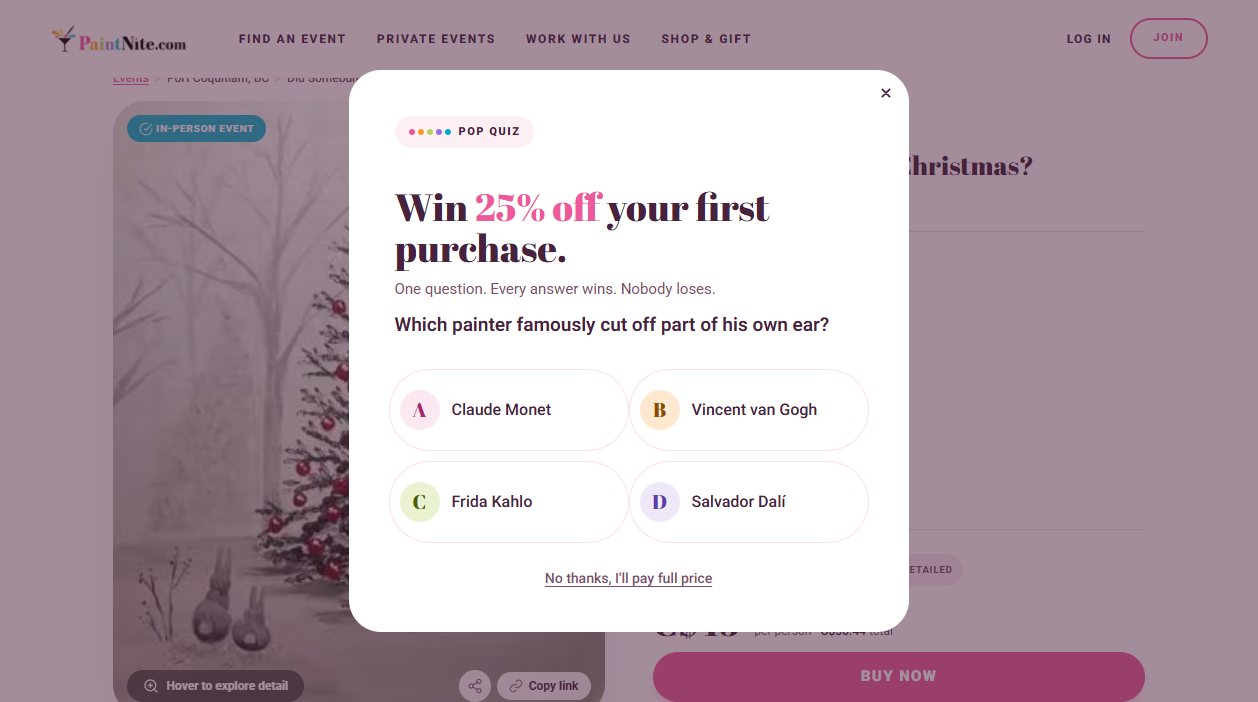 PaintNite.com
FIND AN EVENT
PRIVATE EVENTS
WORK WITH US
SHOP & GIFT
LOG IN
JOIN
Events > Port Coquitlam, BC >
IN-PERSON EVENT
Christmas?
POP QUIZ
Win 25% off your first
purchase.
One question. Every answer wins. Nobody loses.
Which painter famously cut off part of his own ear?
A Claude Monet
B Vincent van Gogh
C Frida Kahlo
D Salvador Dalí
No thanks, I'll pay full price
per person
total
BUY NOW
Hover to explore detail
Copy link